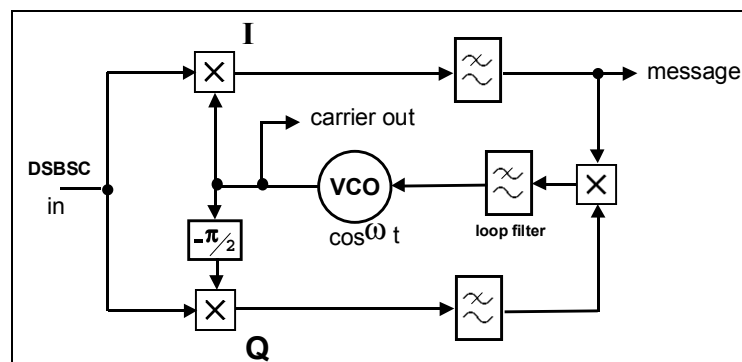 I
message
carrier out
DSBSC
in
VCO
cos ω t
loop filter
-π/2
Q